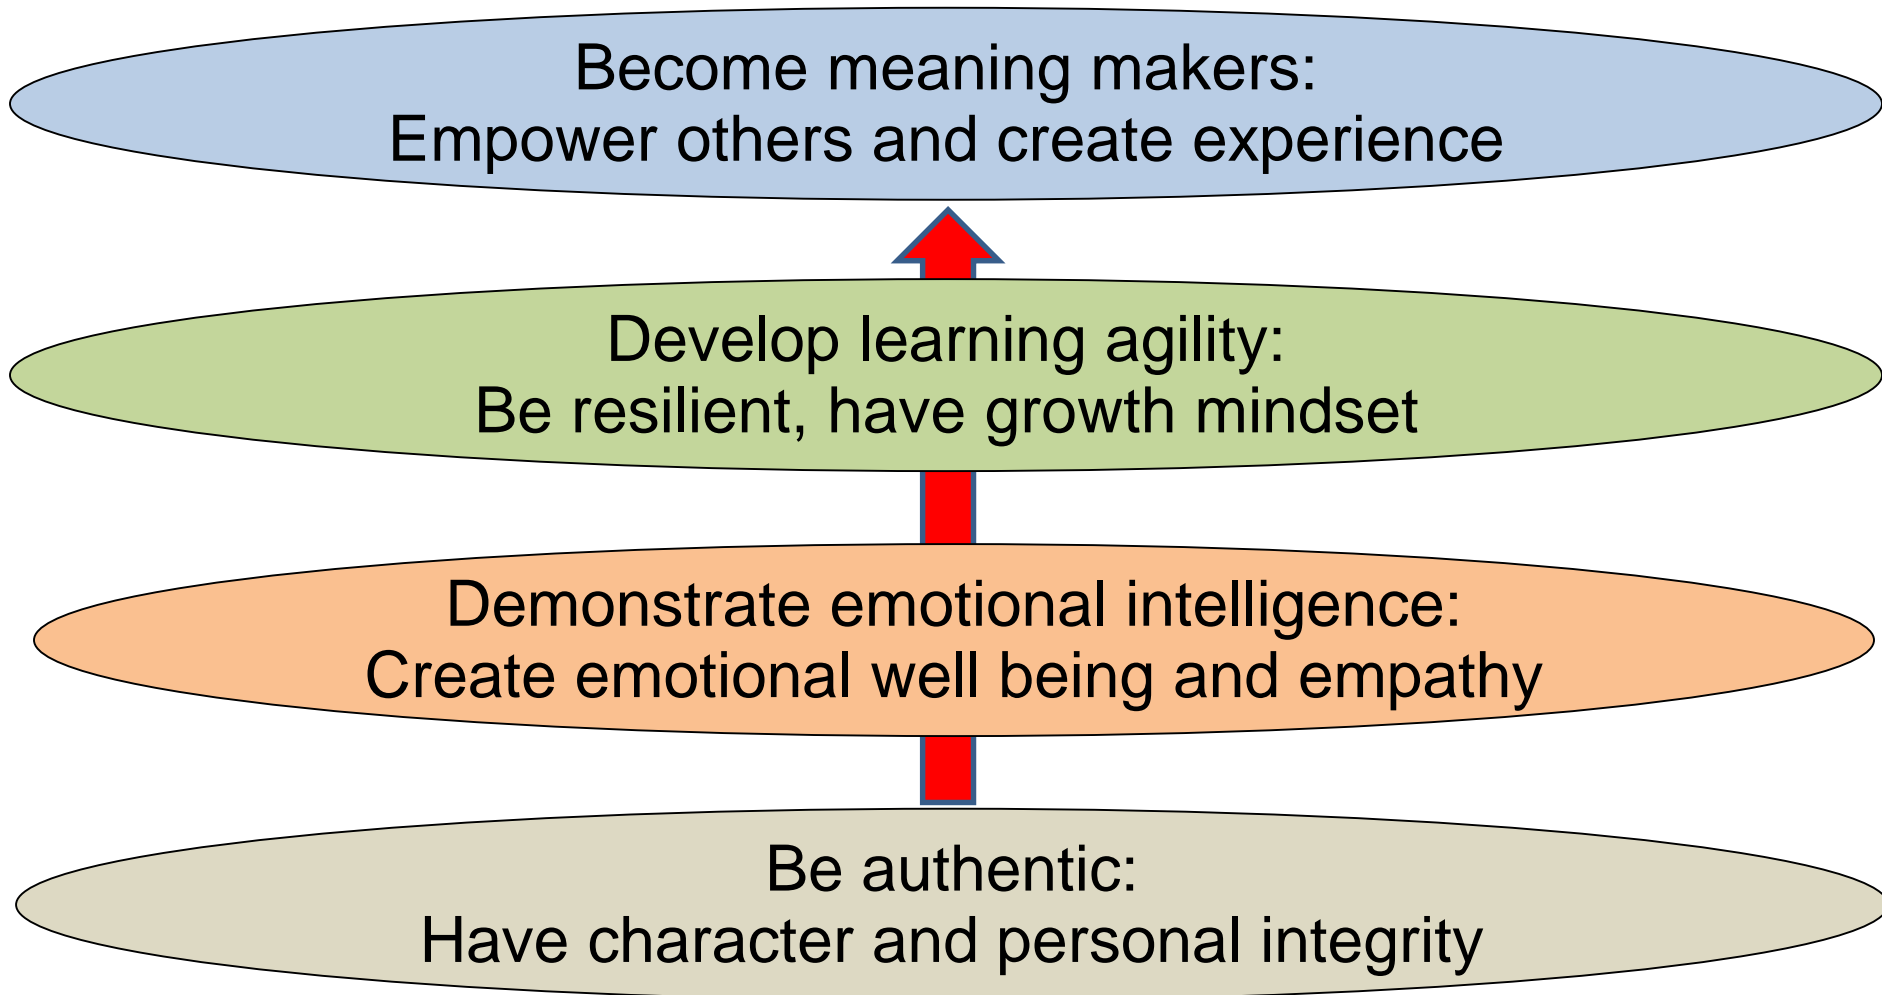 Become meaning makers:
Empower others and create experience
Develop learning agility:
Be resilient, have growth mindset
Demonstrate emotional intelligence:
Create emotional well being and empathy
Be authentic:
Have character and personal integrity